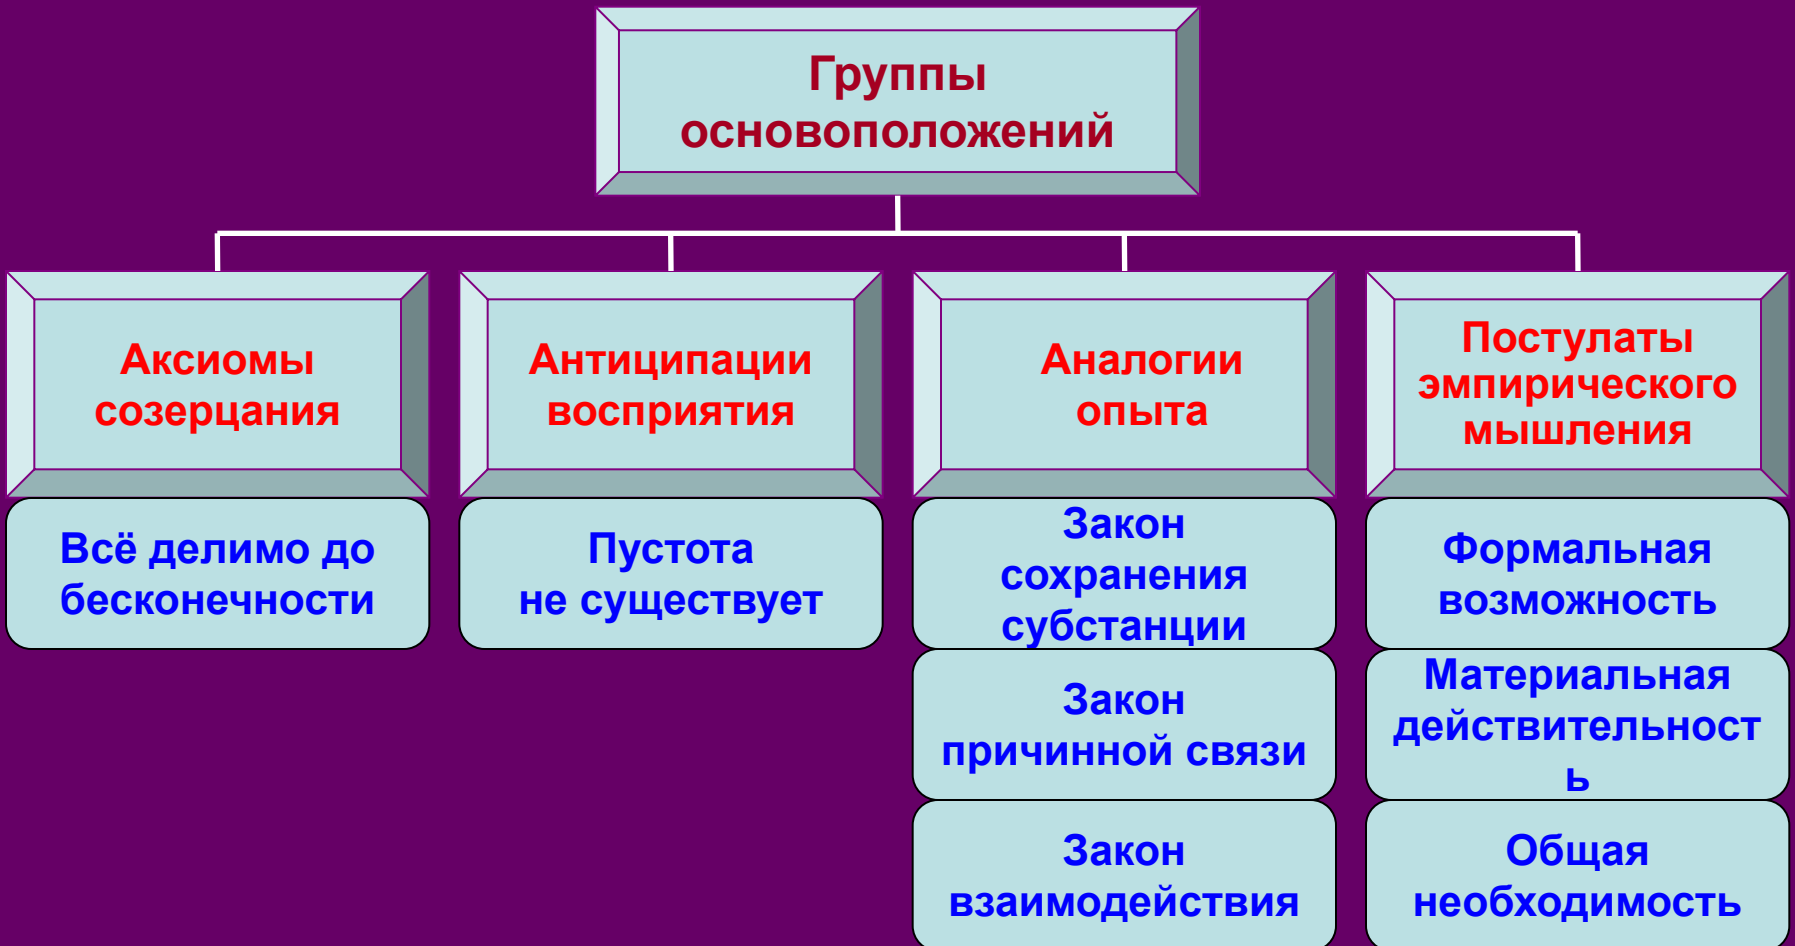 Группы
основоположений
Аксиомы
созерцания
Всё делимо до
бесконечности
Антиципации
восприятия
Пустота
не существует
Аналогии
опыта
Закон
сохранения
субстанции
Закон
причинной связи
Закон
взаимодействия
Постулаты
эмпирического
мышления
Формальная
возможность
Материальная
действительност
ь
Общая
необходимость